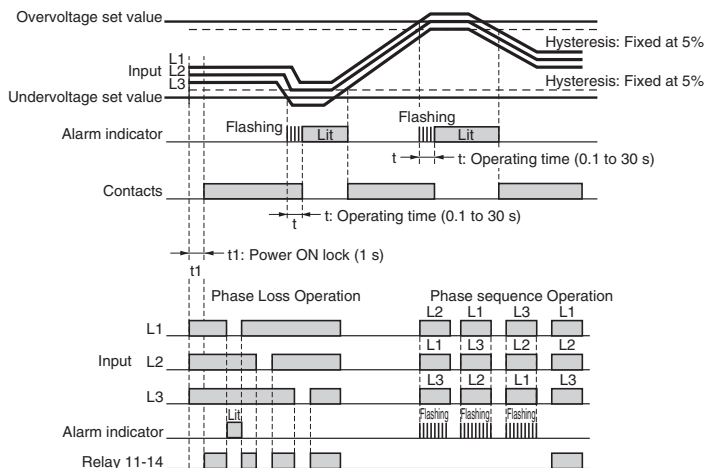 Overvoltage set value
Hysteresis: Fixed at 5%
L1
Input L2
L3
Hysteresis: Fixed at 5%
Undervoltage set value
Flashing
Flashing
Alarm indicator
Lit
Lit
t
t: Operating time (0.1 to 30 s)
Contacts
t: Operating time (0.1 to 30 s)
t
t1: Power ON lock (1 s)
t1
Phase Loss Operation
Phase sequence Operation
L2 L1 L3 L1
L1
L1 L3 L2 L2
Input L2
L3 L2 L1 L3
L3
Lit
Flashing Flashing Flashing
Alarm indicator
Relay 11-14